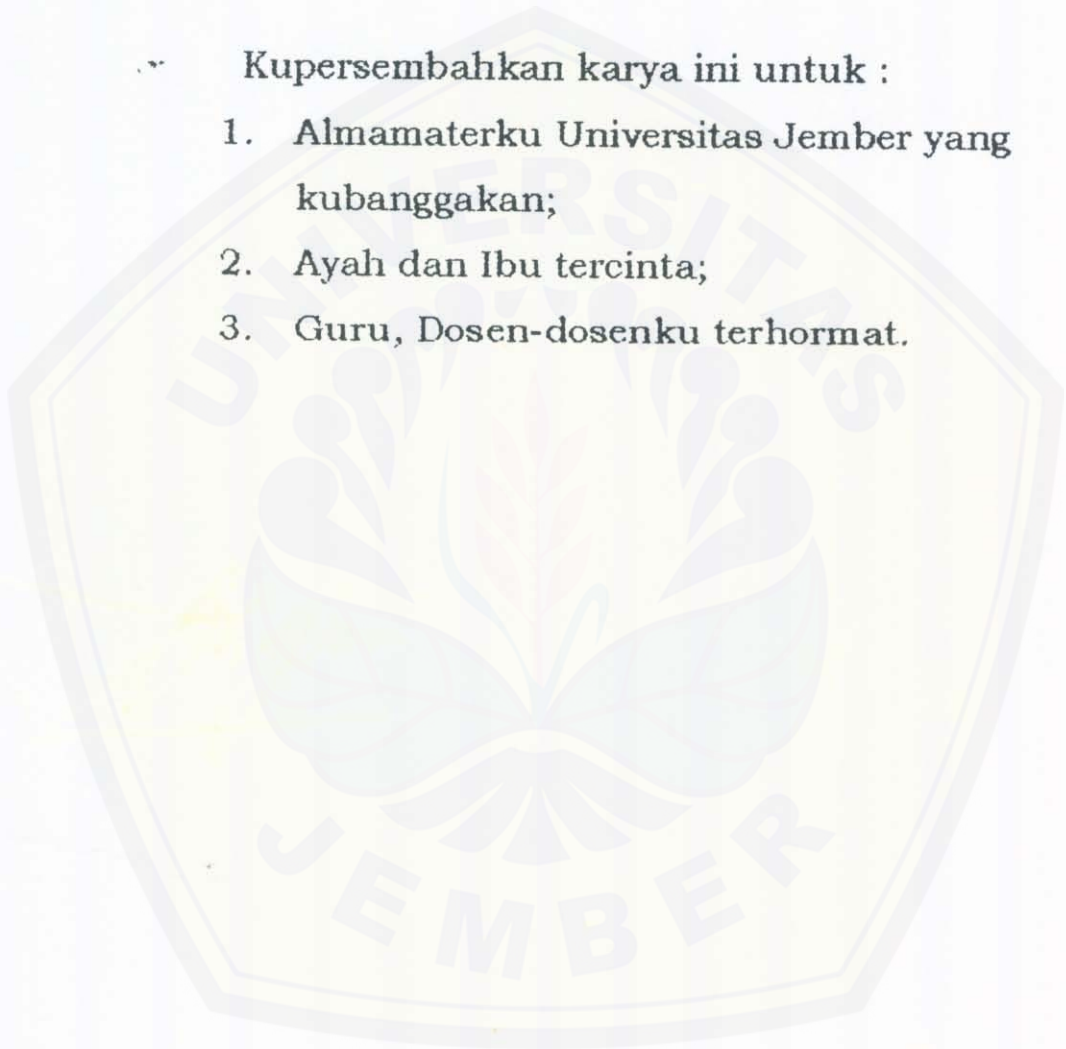 Kupersembahkan karya ini untuk :
1. Almamaterku Universitas Jember yang
kubanggakan;
2. Ayah dan Ibu tercinta;
3. Guru, Dosen-dosenku terhormat.
UNIVERSITAS
JEMBER